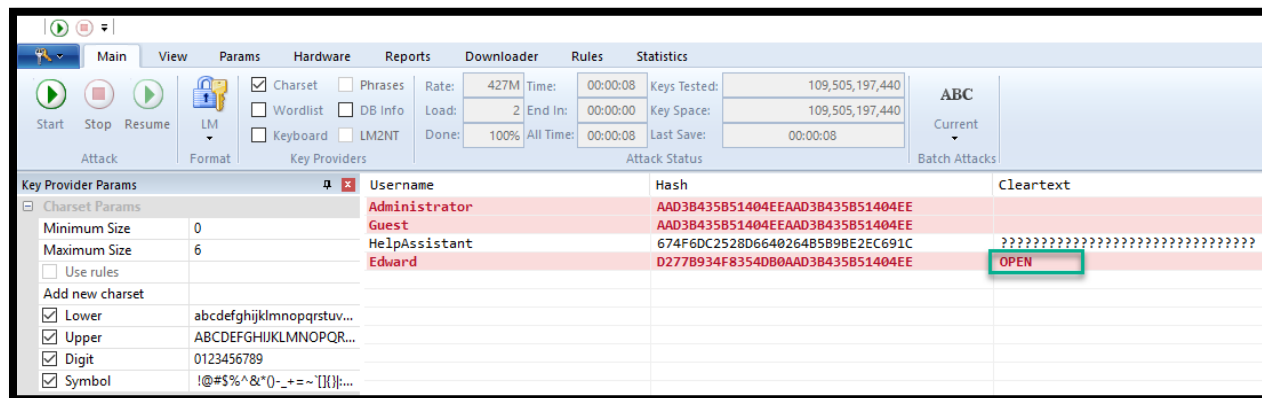 Main View Params Hardware Reports Downloader Rules Statistics
Charset Phrases Rate: 427M Time: 00:00:08 Keys Tested: 109,505,197,440 ABC
Wordlist DB Info Load: 2 End In: 00:00:00 Key Space: 109,505,197,440
Start Stop Resume LM Current
Keyboard LM2NT Done: 100% All Time: 00:00:08 Last Save: 00:00:08
Attack Format Key Providers Attack Status Batch Attacks
Key Provider Params Username Hash Cleartext
Charset Params Administrator AAD3B435B51404EEAAD3B435B51404EE
Minimum Size 0 Guest AAD3B435B51404EEAAD3B435B51404EE
Maximum Size 6 HelpAssistant 674F6DC2528D6640264B5B9BE2EC691C ????????????????????????????????
Use rules Edward D277B934F8354DB0AAD3B435B51404EE OPEN
Add new charset
Lower abcdefghijklmnopqrstuv...
Upper ABCDEFGHIJKLMNOPQR...
Digit 0123456789
Symbol !@#$%^&*()-_+=~`[]{}|:...